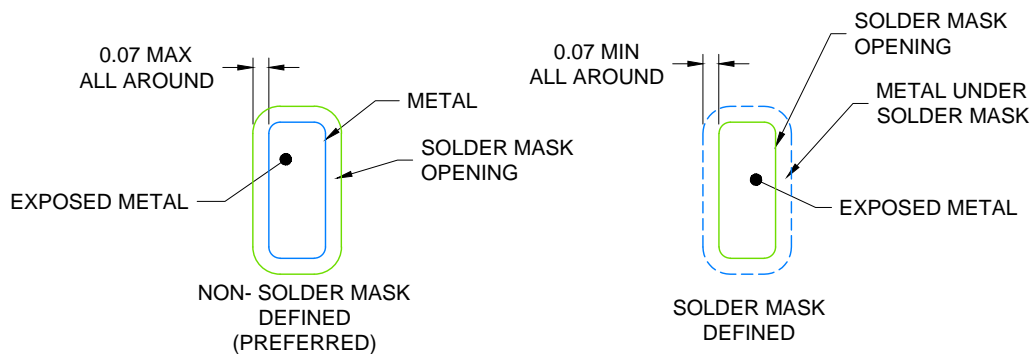 0.07 MAX
ALL AROUND
METAL
SOLDER MASK
OPENING
EXPOSED METAL
NON- SOLDER MASK
DEFINED
(PREFERRED)
0.07 MIN
ALL AROUND
SOLDER MASK
OPENING
METAL UNDER
SOLDER MASK
EXPOSED METAL
SOLDER MASK
DEFINED